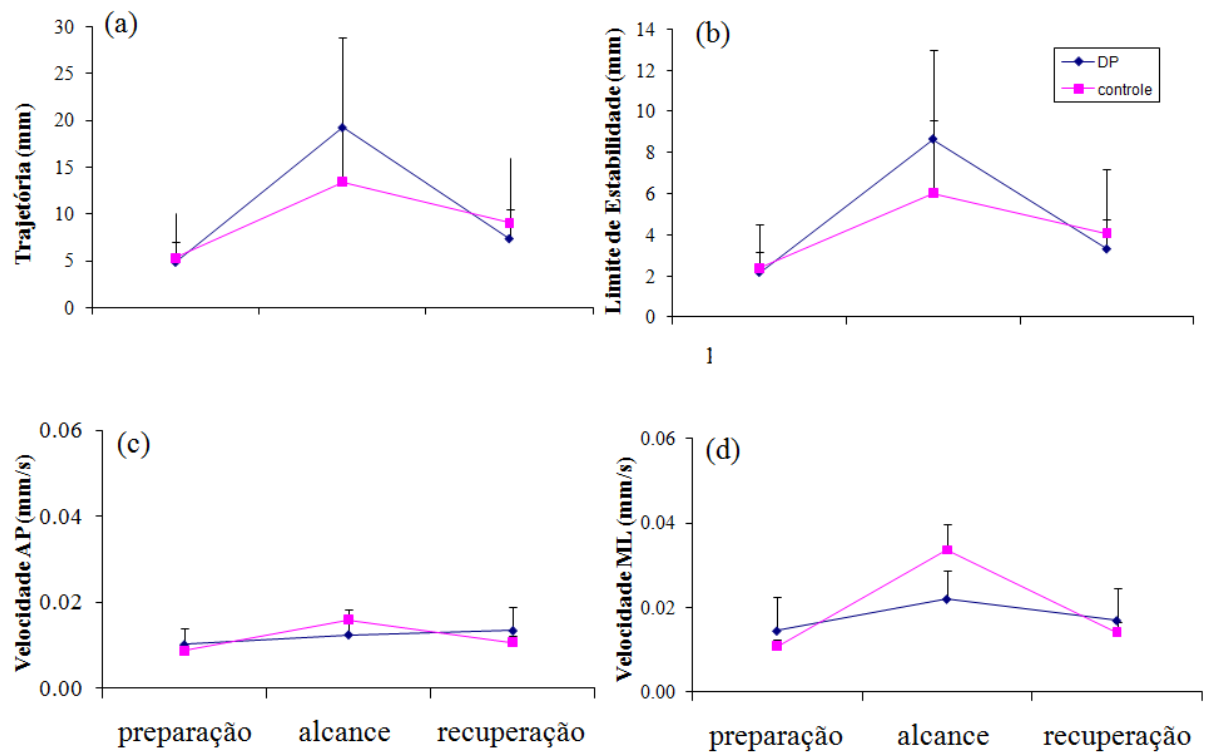 (a)
Trajetória (mm)
30
25
20
15
10
5
0
(b)
Limite de Estabilidade (mm)
14
12
10
8
6
4
2
0
DP
controle
1
(c)
Velocidade AP (mm/s)
0.06
0.04
0.02
0.00
preparação alcance recuperação
(d)
Velocidade ML (mm/s)
0.06
0.04
0.02
0.00
preparação alcance recuperação